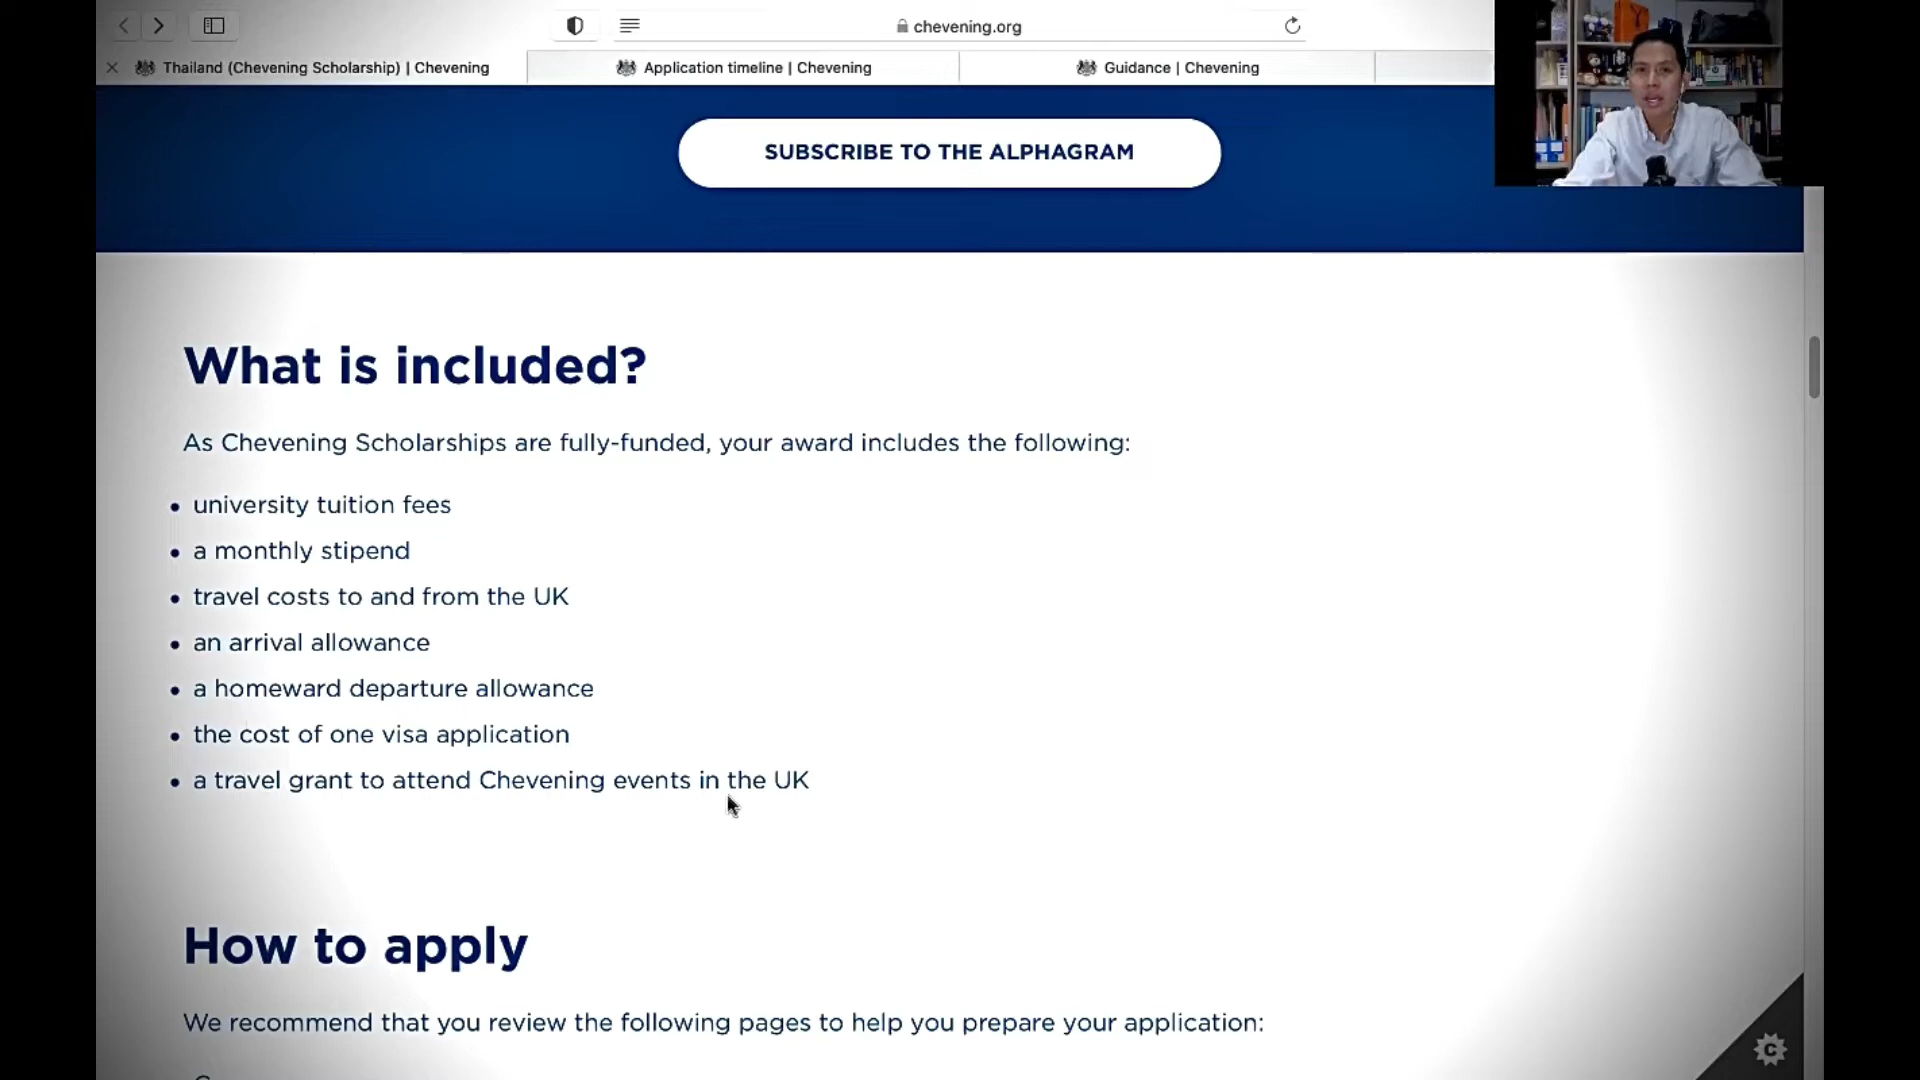 chevening.org
Thailand (Chevening Scholarship) | Chevening
Application timeline | Chevening
Guidance | Chevening
SUBSCRIBE TO THE ALPHAGRAM
What is included?
As Chevening Scholarships are fully-funded, your award includes the following:
• university tuition fees
• a monthly stipend
• travel costs to and from the UK
• an arrival allowance
• a homeward departure allowance
• the cost of one visa application
• a travel grant to attend Chevening events in the UK
How to apply
We recommend that you review the following pages to help you prepare your application: